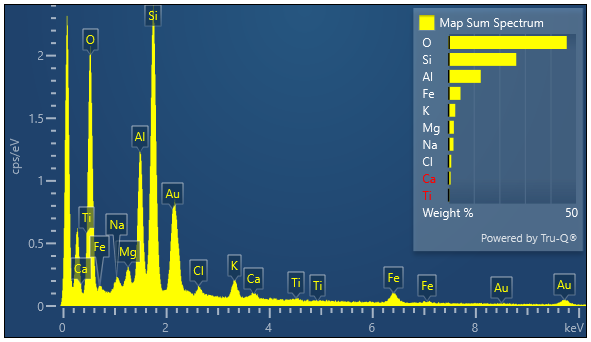 Map Sum Spectrum
O
Si
Al
Fe
K
Mg
Na
Cl
Ca
Ti
Weight % 50
Powered by Tru-Q®
cps/eV
2
1.5
1
0.5
0
Si
O
Al
Au
Ti
Na
Fe
Mg
Ca
Cl
K
Ca
Ti
Ti
Fe
Fe
Au
Au
0 2 4 6 8 keV